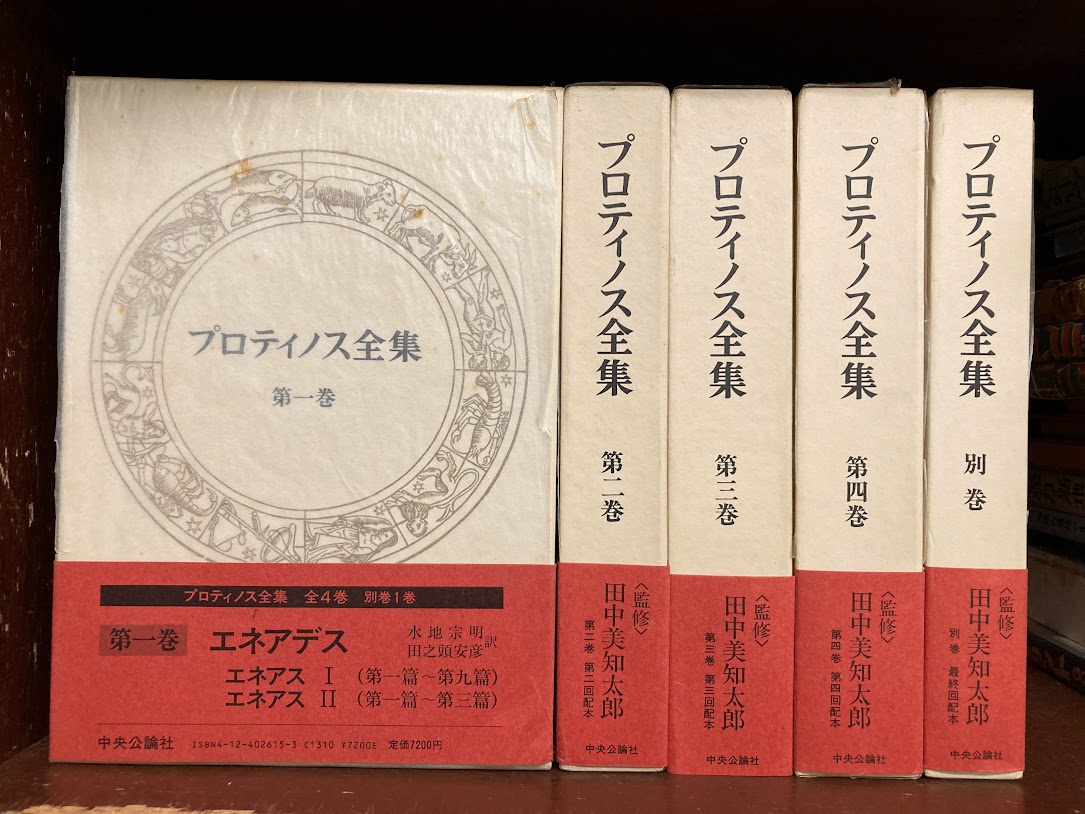 プロティノス全集
第一巻
プロティノス全集 全4巻 別巻1巻
第一巻 エネアデス
水地宗明
田之頭安彦 訳
エネアス Ⅰ (第一篇~第九篇)
エネアス Ⅱ (第一篇~第三篇)
中央公論社 ISBN4-12-402615-3 C1310 ¥7200E 定価7200円
プロティノス全集
第二巻
〈監修〉
田中美知太郎
第二巻 第二回配本
中央公論社
プロティノス全集
第三巻
〈監修〉
田中美知太郎
第三巻 第三回配本
中央公論社
プロティノス全集
第四巻
〈監修〉
田中美知太郎
第四巻 第四回配本
中央公論社
プロティノス全集
別巻
〈監修〉
田中美知太郎
別巻 最終回配本
中央公論社